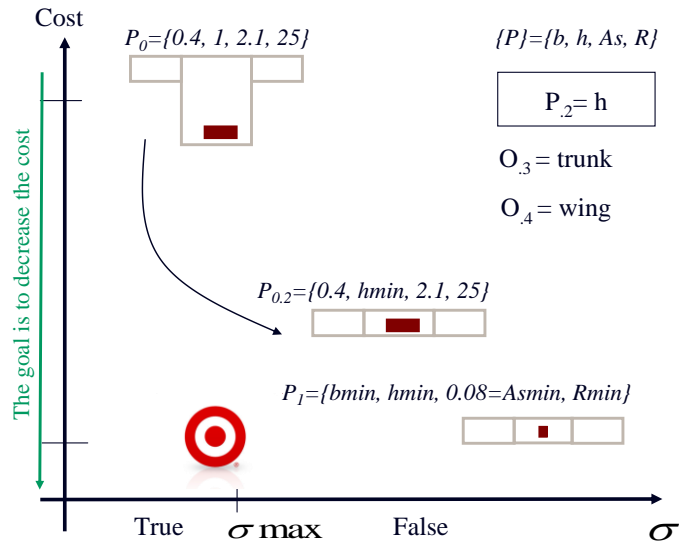 Cost
P0={0.4, 1, 2.1, 25}
{P}={b, h, As, R}
P.2= h
O.3= trunk
O.4= wing
The goal is to decrease the cost
P0.2={0.4, hmin, 2.1, 25}
P1={bmin, hmin, 0.08=Asmin, Rmin}
True
σ max
False
σ